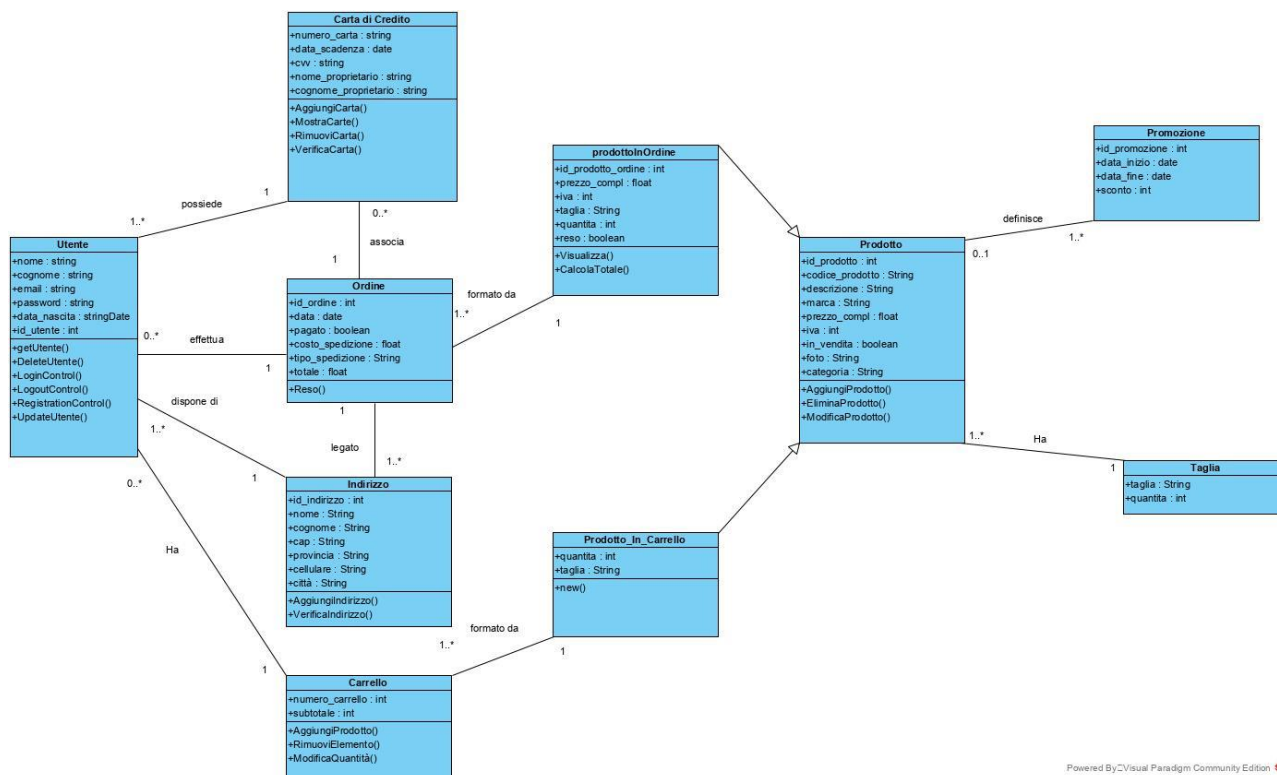 Carta di Credito
+numero_carta : string
+data_scadenza : date
+cvv : string
+nome_proprietario : string
+cognome_proprietario : string
+AggiungiCarta()
+MostraCarte()
+RimuoviCarta()
+VerificaCarta()
possiede
1
1..*
0..*
associa
1
Utente
+nome : string
+cognome : string
+email : string
+password : string
+data_nascita : stringDate
+id_utente : int
+getUtente()
+DeleteUtente()
+LoginControl()
+LogoutControl()
+RegistrationControl()
+UpdateUtente()
0..*
effettua
1
Ordine
+id_ordine : int
+data : date
+pagato : boolean
+costo_spedizione : float
+tipo_spedizione : String
+totale : float
+Reso()
formato da
1..*
1
prodottoInOrdine
+id_prodotto_ordine : int
+prezzo_compl : float
+iva : int
+taglia : String
+quantita : int
+reso : boolean
+Visualizza()
+CalcolaTotale()
Promozione
+id_promozione : int
+data_inizio : date
+data_fine : date
+sconto : int
definisce
0..1
1..*
Prodotto
+id_prodotto : int
+codice_prodotto : String
+descrizione : String
+marca : String
+prezzo_compl : float
+iva : int
+in_vendita : boolean
+foto : String
+categoria : String
+AggiungiProdotto()
+EliminaProdotto()
+ModificaProdotto()
1..*
Ha
1
Taglia
+taglia : String
+quantita : int
dispone di
1..*
1
1
legato
1..*
Indirizzo
+id_indirizzo : int
+nome : String
+cognome : String
+cap : String
+provincia : String
+cellulare : String
+città : String
+AggiungiIndirizzo()
+VerificaIndirizzo()
0..*
Ha
1
Prodotto_In_Carrello
+quantita : int
+taglia : String
+new()
formato da
1..*
1
Carrello
+numero_carrello : int
+subtotale : int
+AggiungiProdotto()
+RimuoviElemento()
+ModificaQuantità()
Powered By Visual Paradigm Community Edition